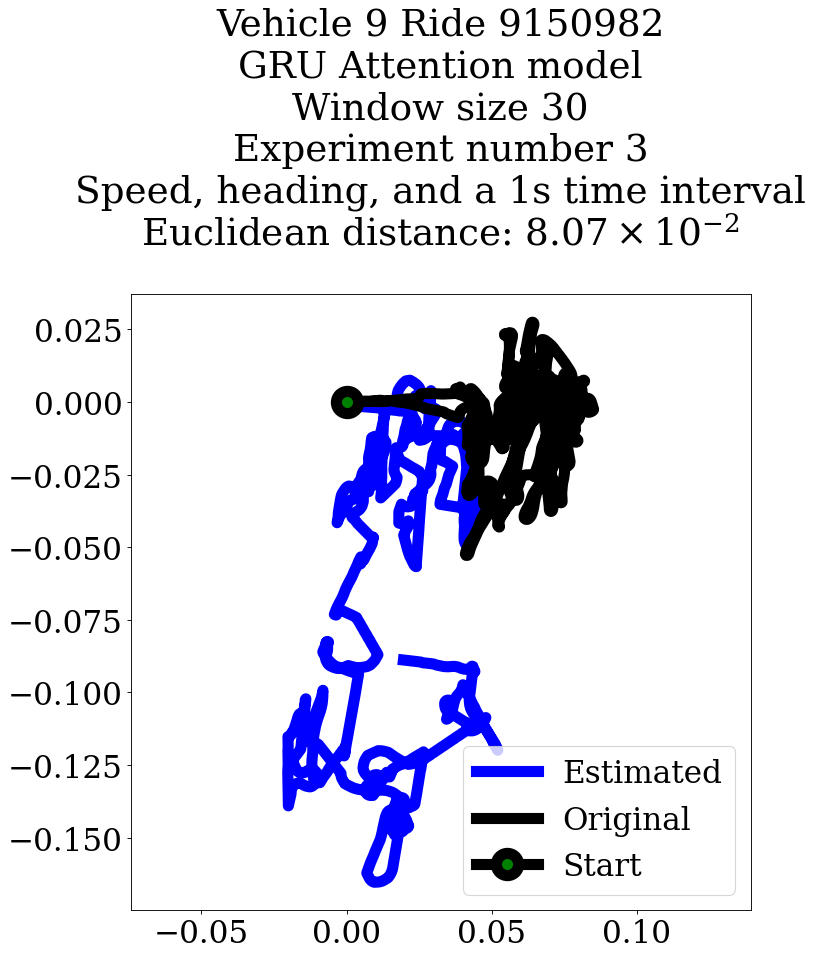 Vehicle 9 Ride 9150982
GRU Attention model
Window size 30
Experiment number 3
Speed, heading, and a 1s time interval
Euclidean distance: 8.07 × 10⁻²
0.025
0.000
−0.025
−0.050
−0.075
−0.100
−0.125
−0.150
Estimated
Original
Start
−0.05
0.00
0.05
0.10